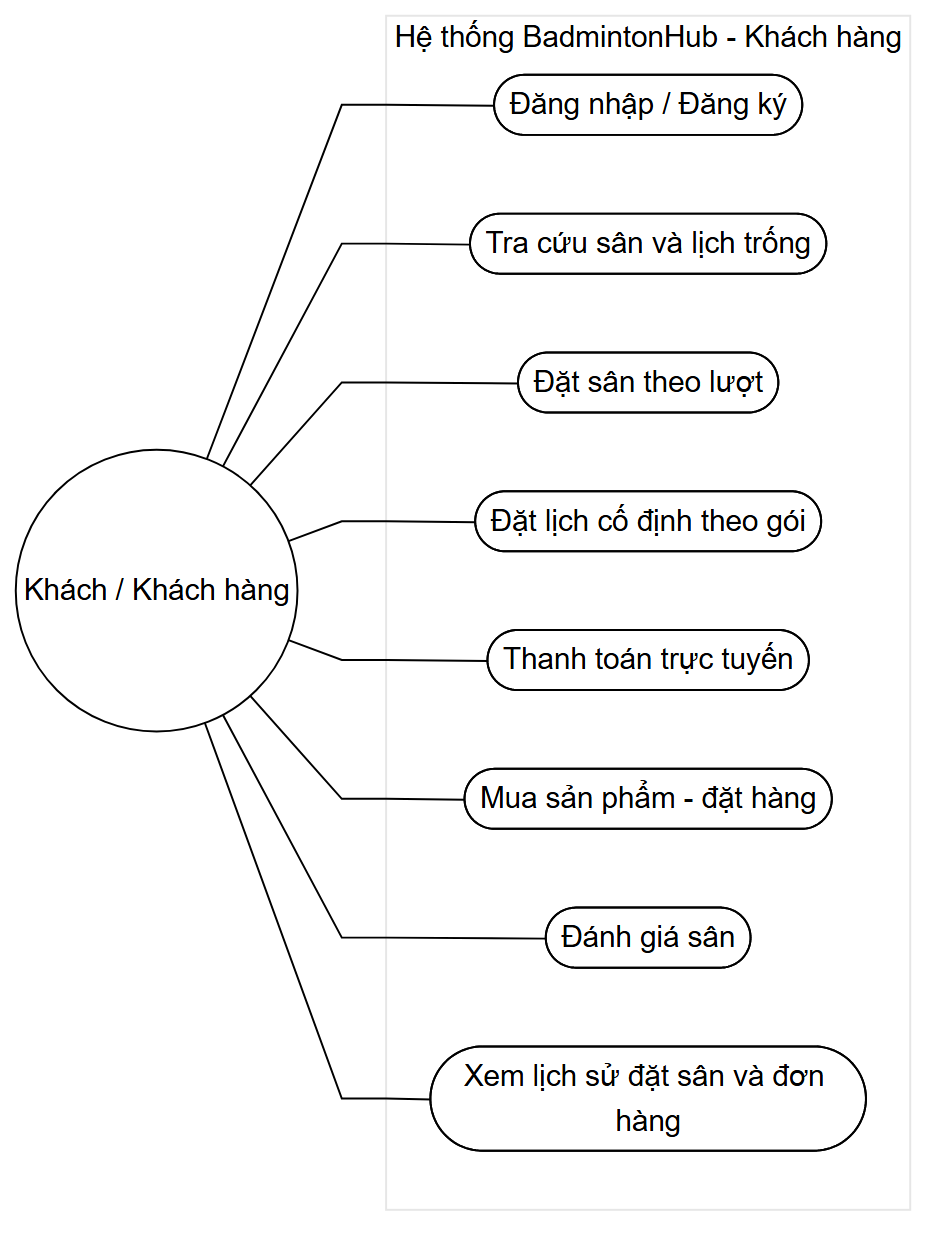 Hệ thống BadmintonHub - Khách hàng
Đăng nhập / Đăng ký
Tra cứu sân và lịch trống
Đặt sân theo lượt
Đặt lịch cố định theo gói
Khách / Khách hàng
Thanh toán trực tuyến
Mua sản phẩm - đặt hàng
Đánh giá sân
Xem lịch sử đặt sân và đơn
hàng